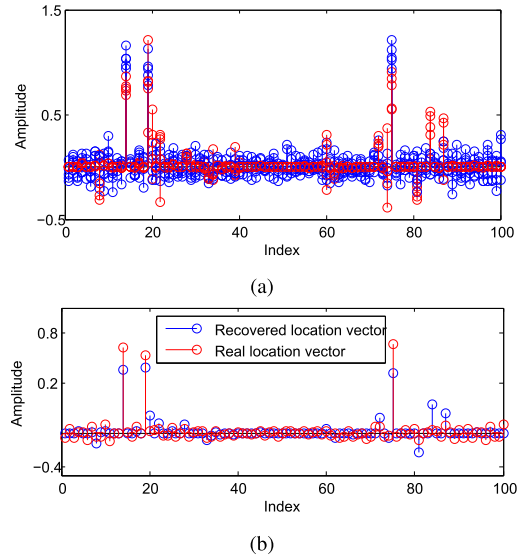 1.5
0.5
−0.5
Amplitude
0
20
40
60
80
100
Index
(a)
0.8
0.2
−0.4
Amplitude
Recovered location vector
Real location vector
0
20
40
60
80
100
Index
(b)